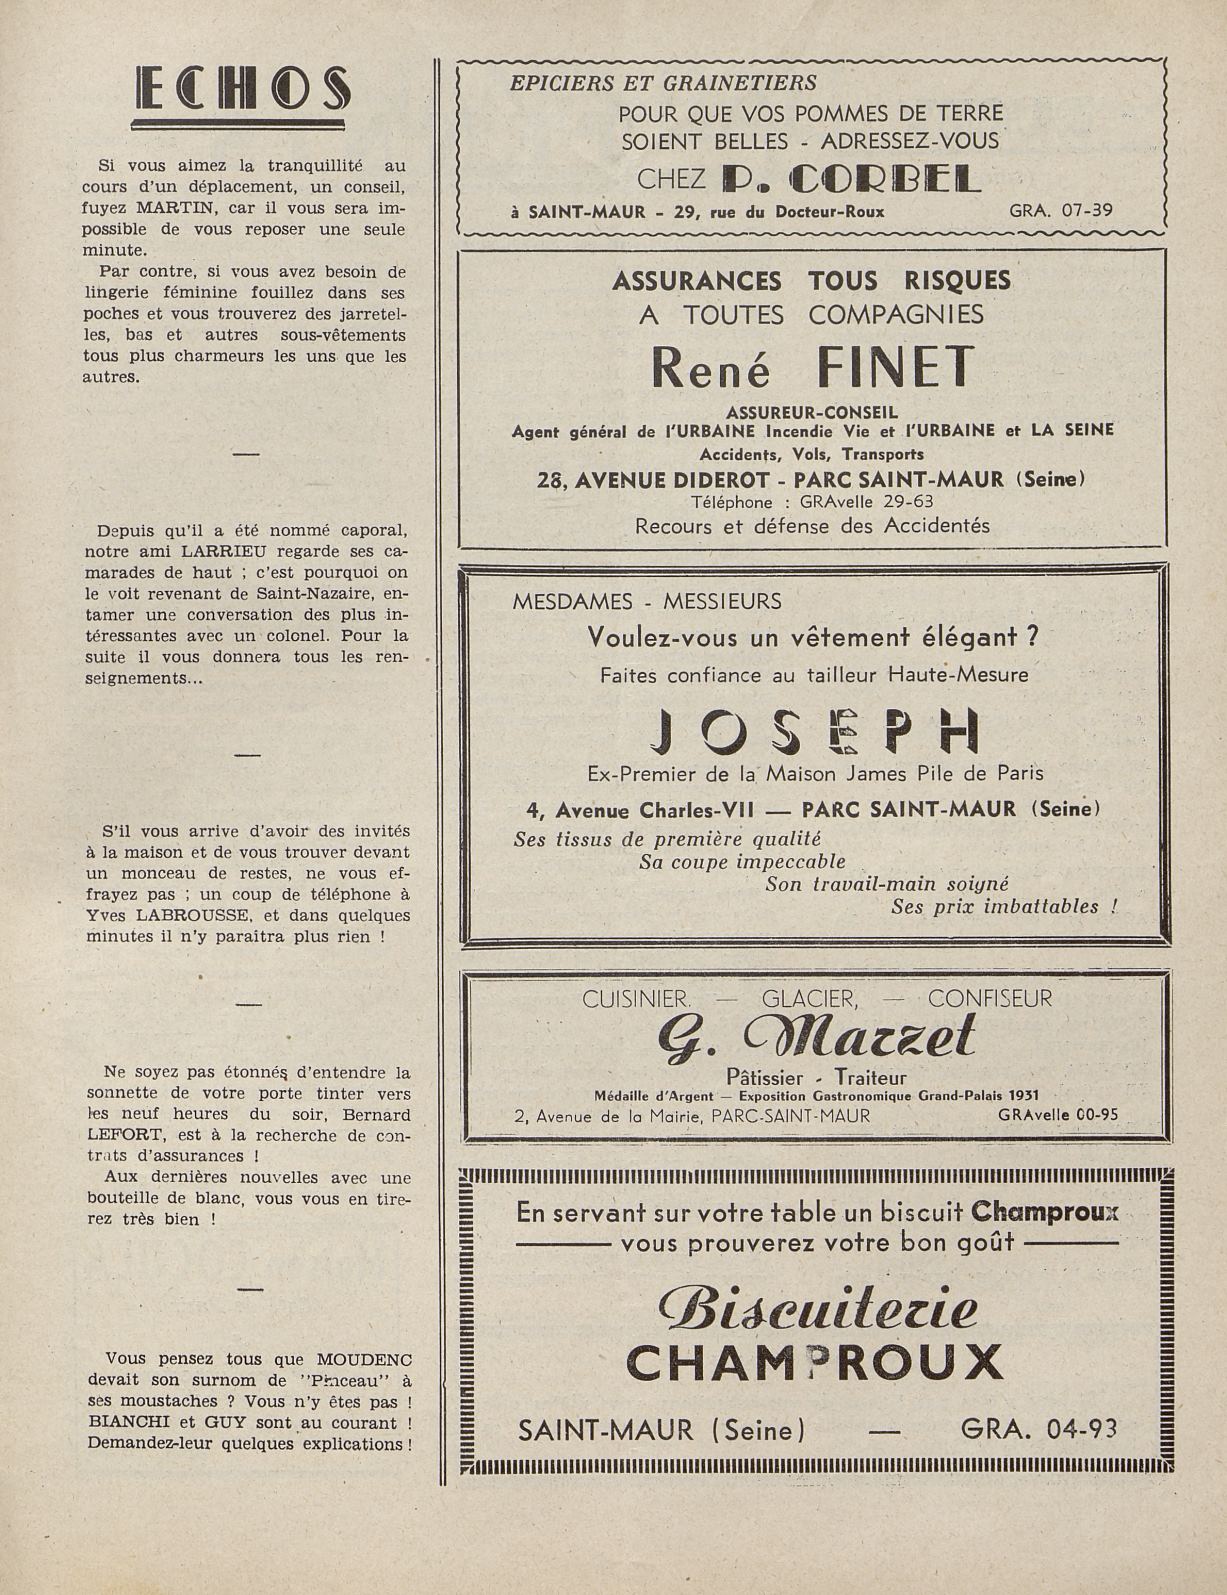 ECHOS
Si vous aimez la tranquillité au
cours d'un déplacement, un conseil,
fuyez MARTIN, car il vous sera im-
possible de vous reposer une seule
minute.
Par contre, si vous avez besoin de
lingerie féminine fouillez dans ses
poches et vous trouverez des jarretel-
les, bas et autres sous-vêtements
tous plus charmeurs les uns que les
autres.
—
Depuis qu'il a été nommé caporal,
notre ami LARRIEU regarde ses ca-
marades de haut ; c'est pourquoi on
le voit revenant de Saint-Nazaire, en-
tamer une conversation des plus in-
téressantes avec un colonel. Pour la
suite il vous donnera tous les ren-
seignements...
—
S'il vous arrive d'avoir des invités
à la maison et de vous trouver devant
un monceau de restes, ne vous ef-
frayez pas ; un coup de téléphone à
Yves LABROUSSE, et dans quelques
minutes il n'y paraîtra plus rien !
—
Ne soyez pas étonnés d'entendre la
sonnette de votre porte tinter vers
les neuf heures du soir, Bernard
LEFORT, est à la recherche de con-
trats d'assurances !
Aux dernières nouvelles avec une
bouteille de blanc, vous vous en tire-
rez très bien !
—
Vous pensez tous que MOUDENC
devait son surnom de ''Pinceau'' à
ses moustaches ? Vous n'y êtes pas !
BIANCHI et GUY sont au courant !
Demandez-leur quelques explications !
EPICIERS ET GRAINETIERS
POUR QUE VOS POMMES DE TERRE
SOIENT BELLES - ADRESSEZ-VOUS
CHEZ P. CORBEL
à SAINT-MAUR - 29, rue du Docteur-Roux GRA. 07-39
ASSURANCES TOUS RISQUES
A TOUTES COMPAGNIES
René FINET
ASSUREUR-CONSEIL
Agent général de l'URBAINE Incendie Vie et l'URBAINE et LA SEINE
Accidents, Vols, Transports
28, AVENUE DIDEROT - PARC SAINT-MAUR (Seine)
Téléphone : GRAvelle 29-63
Recours et défense des Accidentés
MESDAMES - MESSIEURS
Voulez-vous un vêtement élégant ?
Faites confiance au tailleur Haute-Mesure
JOSEPH
Ex-Premier de la Maison James Pile de Paris
4, Avenue Charles-VII — PARC SAINT-MAUR (Seine)
Ses tissus de première qualité
Sa coupe impeccable
Son travail-main soigné
Ses prix imbattables !
CUISINIER. — GLACIER, — CONFISEUR
G. Marzet
Pâtissier - Traiteur
Médaille d'Argent — Exposition Gastronomique Grand-Palais 1931
2, Avenue de la Mairie, PARC-SAINT-MAUR GRAvelle 00-95
En servant sur votre table un biscuit Champroux
vous prouverez votre bon goût
Biscuiterie
CHAMPROUX
SAINT-MAUR (Seine) — GRA. 04-93